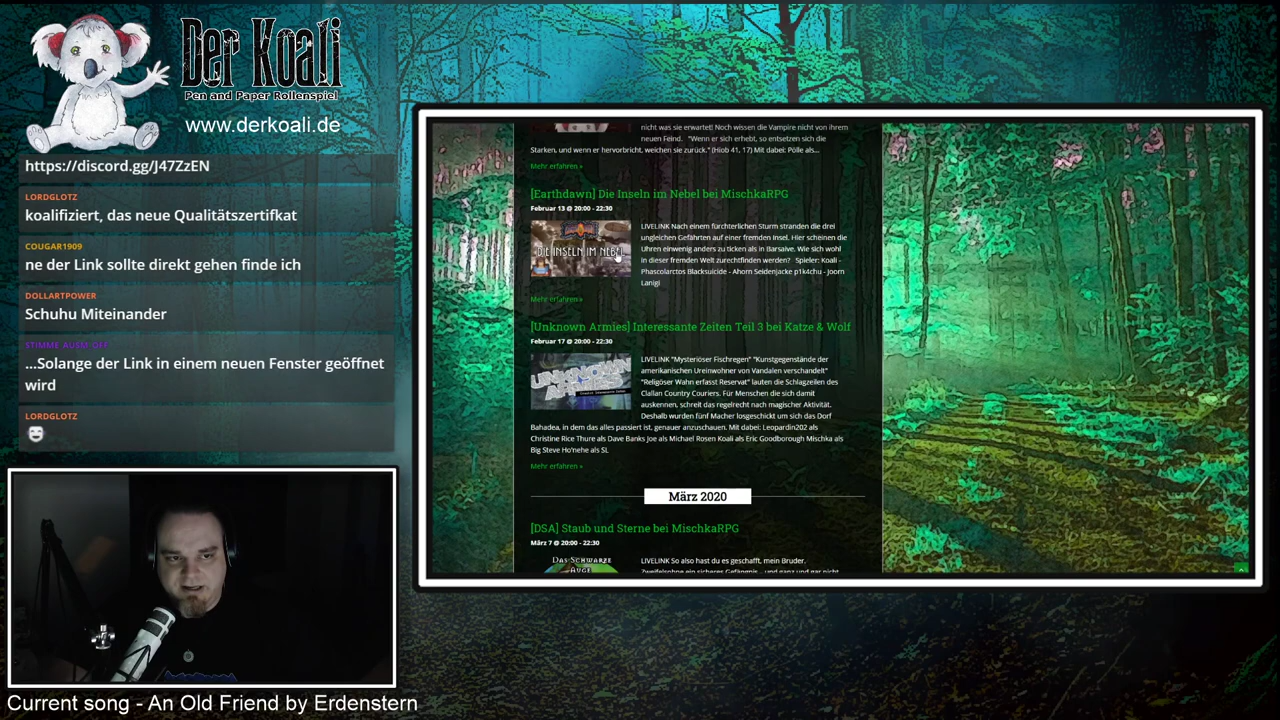 Der Koali
Pen and Paper Rollenspiel
www.derkoali.de
https://discord.gg/J47ZzEN
LORDGLOTZ
koalifiziert, das neue Qualitätszertifkat
COUGAR1909
ne der Link sollte direkt gehen finde ich
DOLLARTPOWER
Schuhu Miteinander
STIMME_AUSM_OFF
...Solange der Link in einem neuen Fenster geöffnet
wird
LORDGLOTZ
Current song - An Old Friend by Erdenstern
nicht was sie erwartet! Noch wissen die Vampire nicht von ihrem
neuen Feind. "Wenn er sich erhebt, so entsetzen sich die
Starken, und wenn er hervorbricht, weichen sie zurück." (Hiob 41, 17) Mit dabei: Pölle als...
Mehr erfahren »
[Earthdawn] Die Inseln im Nebel bei MischkaRPG
Februar 13 @ 20:00 - 22:30
DIE INSELN IM NEBEL
LIVELINK Nach einem fürchterlichen Sturm stranden die drei
ungleichen Gefährten auf einer fremden Insel. Hier scheinen die
Uhren einwenig anders zu ticken als in Barsaive. Wie sich wohl
in dieser fremden Welt zurechtfinden werden? Spieler: Koali -
Phascolarctos Blacksuicide - Ahorn Seidenjacke p1k4chu - Joorn
Lanigi
Mehr erfahren »
[Unknown Armies] Interessante Zeiten Teil 3 bei Katze & Wolf
Februar 17 @ 20:00 - 22:30
UNKNOWN
ARMIES
LIVELINK "Mysteriöser Fischregen" "Kunstgegenstände der
amerikanischen Ureinwohner von Vandalen verschandelt"
"Religöser Wahn erfasst Reservat" lauten die Schlagzeilen des
Clallan Country Couriers. Für Menschen die sich damit
auskennen, schreit das regelrecht nach magischer Aktivität.
Deshalb wurden fünf Macher losgeschickt um sich das Dorf
Bahadea, in dem das alles passiert ist, genauer anzuschauen. Mit dabei: Leopardin202 als
Christine Rice Thure als Dave Banks Joe als Michael Rosen Koali als Eric Goodborough Mischka als
Big Steve Ho'nehe als SL
Mehr erfahren »
März 2020
[DSA] Staub und Sterne bei MischkaRPG
März 7 @ 20:00 - 22:30
DAS SCHWARZE
AUGE
LIVELINK So also hast du es geschafft, mein Bruder.